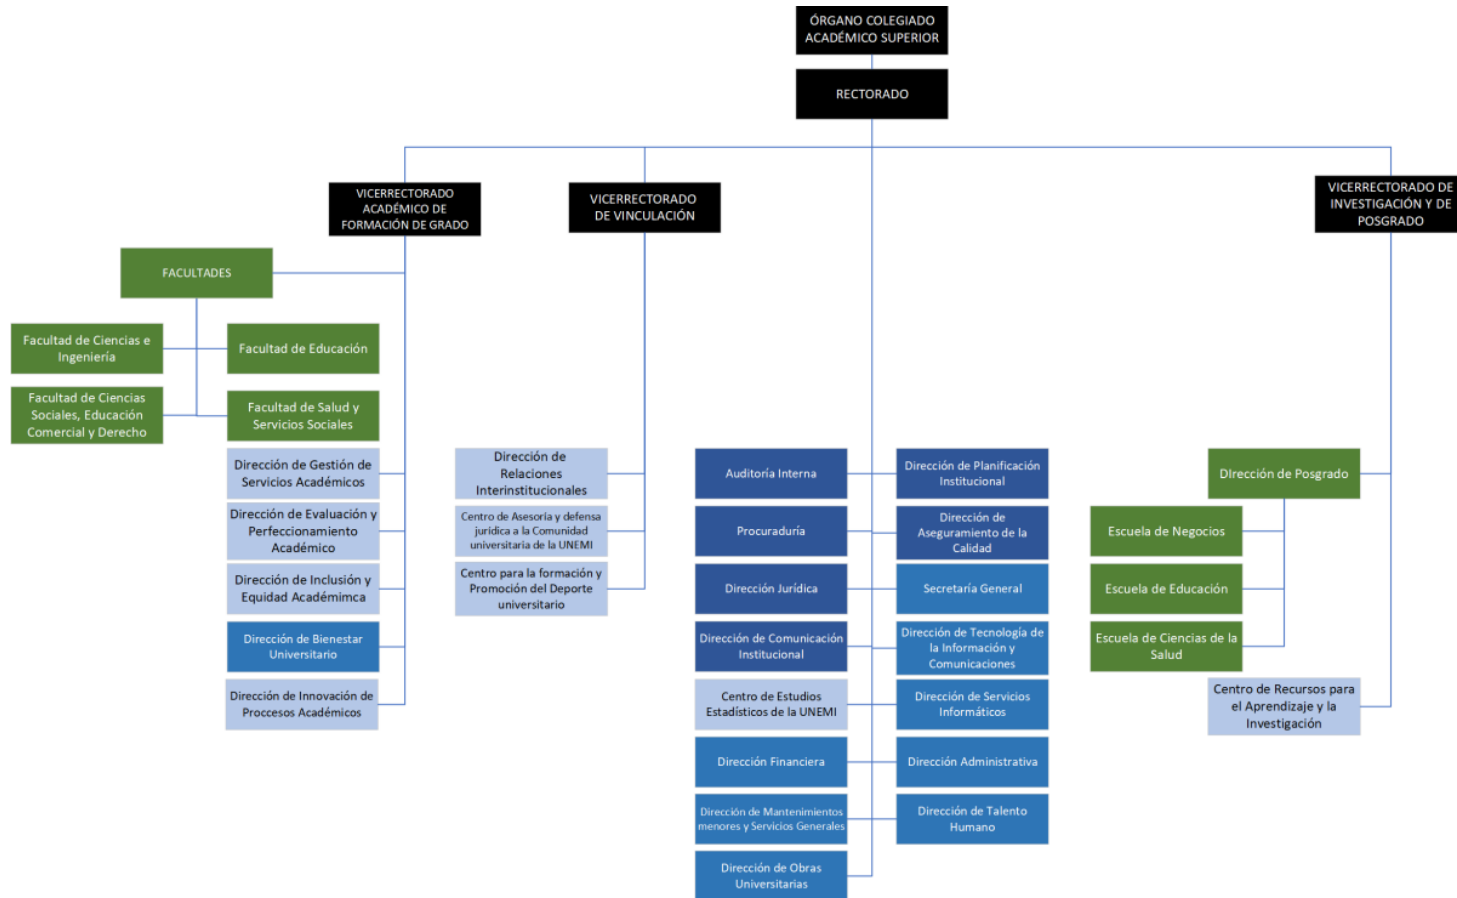 ÓRGANO COLEGIADO
ACADÉMICO SUPERIOR
RECTORADO
VICERRECTORADO
ACADÉMICO DE
FORMACIÓN DE GRADO
VICERRECTORADO
DE VINCULACIÓN
VICERRECTORADO DE
INVESTIGACIÓN Y DE
POSGRADO
FACULTADES
Facultad de Ciencias e
Ingeniería
Facultad de Educación
Facultad de Ciencias
Sociales, Educación
Comercial y Derecho
Facultad de Salud y
Servicios Sociales
Dirección de Gestión de
Servicios Académicos
Dirección de Evaluación y
Perfeccionamiento
Académico
Dirección de Inclusión y
Equidad Académimca
Dirección de Bienestar
Universitario
Dirección de Innovación de
Proccesos Académicos
Dirección de
Relaciones
Interinstitucionales
Centro de Asesoría y defensa
jurídica a la Comunidad
universitaria de la UNEMI
Centro para la formación y
Promoción del Deporte
universitario
Auditoría Interna
Dirección de Planificación
Institucional
Procuraduría
Dirección de
Aseguramiento de la
Calidad
Dirección Jurídica
Secretaría General
Dirección de Comunicación
Institucional
Dirección de Tecnología de
la Información y
Comunicaciones
Centro de Estudios
Estadísticos de la UNEMI
Dirección de Servicios
Informáticos
Dirección Financiera
Dirección Administrativa
Dirección de Mantenimientos
menores y Servicios Generales
Dirección de Talento
Humano
Dirección de Obras
Universitarias
DIrección de Posgrado
Escuela de Negocios
Escuela de Educación
Escuela de Ciencias de la
Salud
Centro de Recursos para
el Aprendizaje y la
Investigación